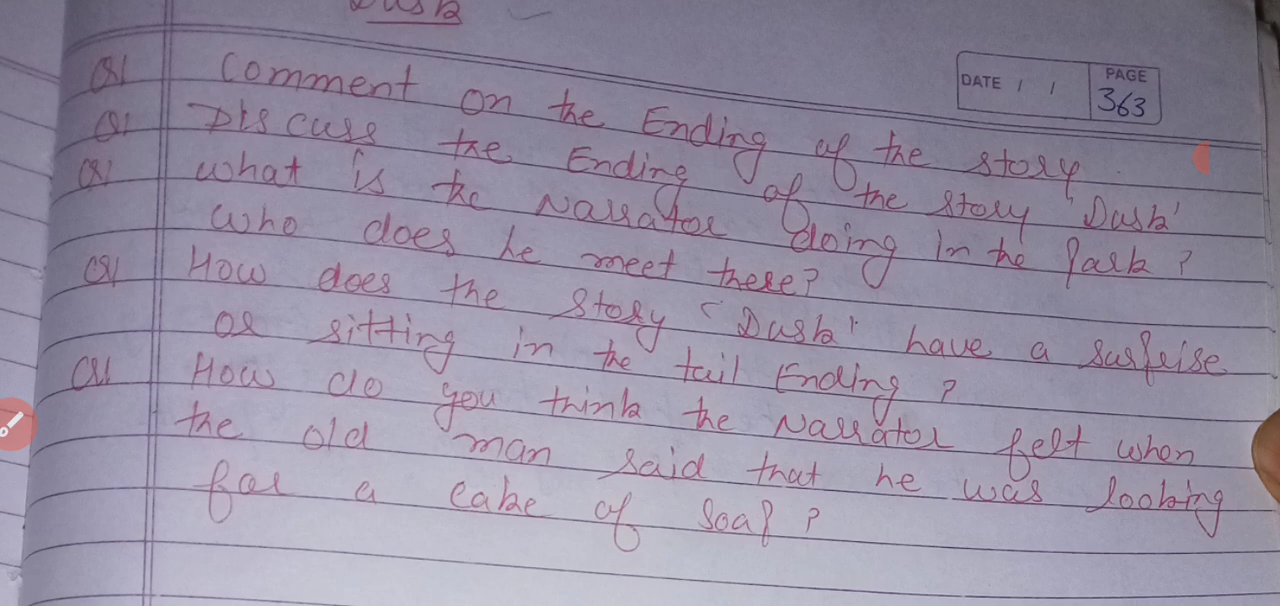 Dusk
DATE / / PAGE
363
Q1 Comment on the Ending of the story.
Q1 Discuss the Ending of the story 'Dusk'
Q1 what is the Narrator doing in the Park ?
who does he meet there?
Q1 How does the story 'Dusk' have a surprise
or sitting in the tail Ending ?
Q1 How do you think the Narrator felt when
the old man said that he was looking
for a cake of soap ?